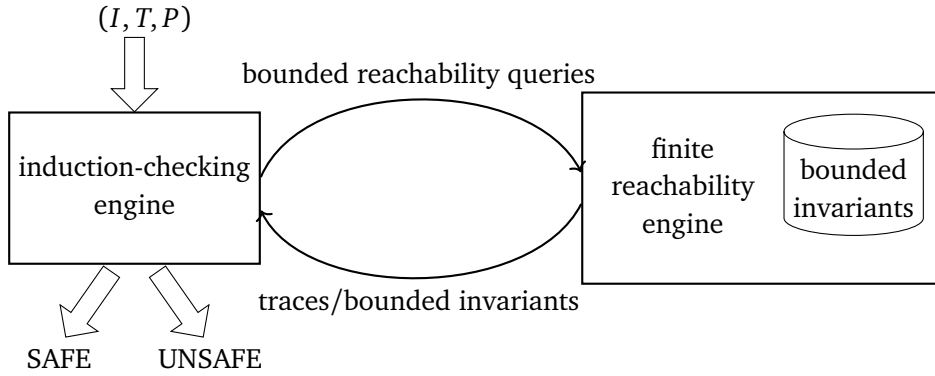 (I, T, P)
bounded reachability queries
induction-checking
engine
finite
reachability
engine
bounded
invariants
traces/bounded invariants
SAFE
UNSAFE